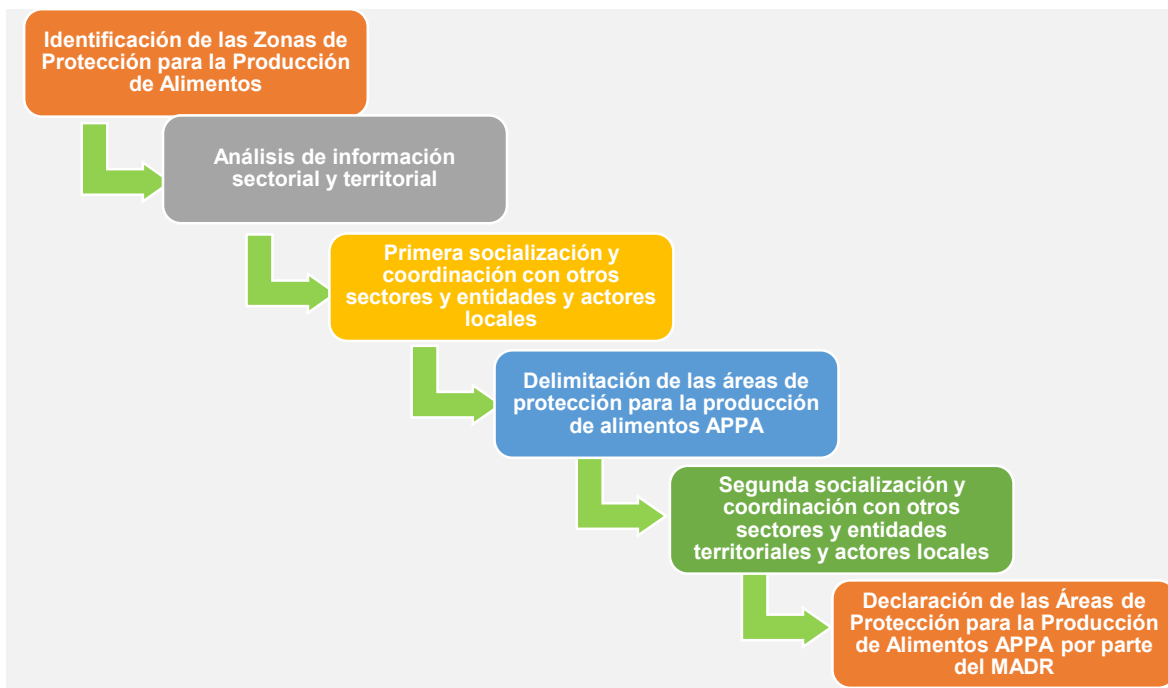 Identificación de las Zonas de
Protección para la Producción
de Alimentos
Análisis de información
sectorial y territorial
Primera socialización y
coordinación con otros
sectores y entidades y actores
locales
Delimitación de las áreas de
protección para la producción
de alimentos APPA
Segunda socialización y
coordinación con otros
sectores y entidades
territoriales y actores locales
Declaración de las Áreas de
Protección para la Producción
de Alimentos APPA por parte
del MADR